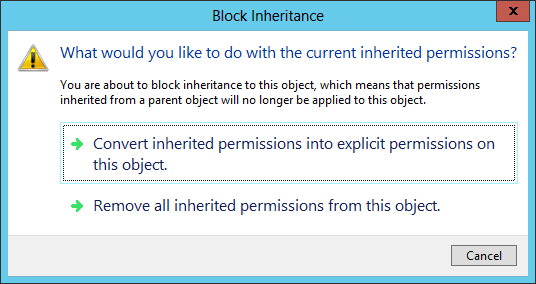 Block Inheritance
x
What would you like to do with the current inherited permissions?
You are about to block inheritance to this object, which means that permissions
inherited from a parent object will no longer be applied to this object.
Convert inherited permissions into explicit permissions on
this object.
Remove all inherited permissions from this object.
Cancel